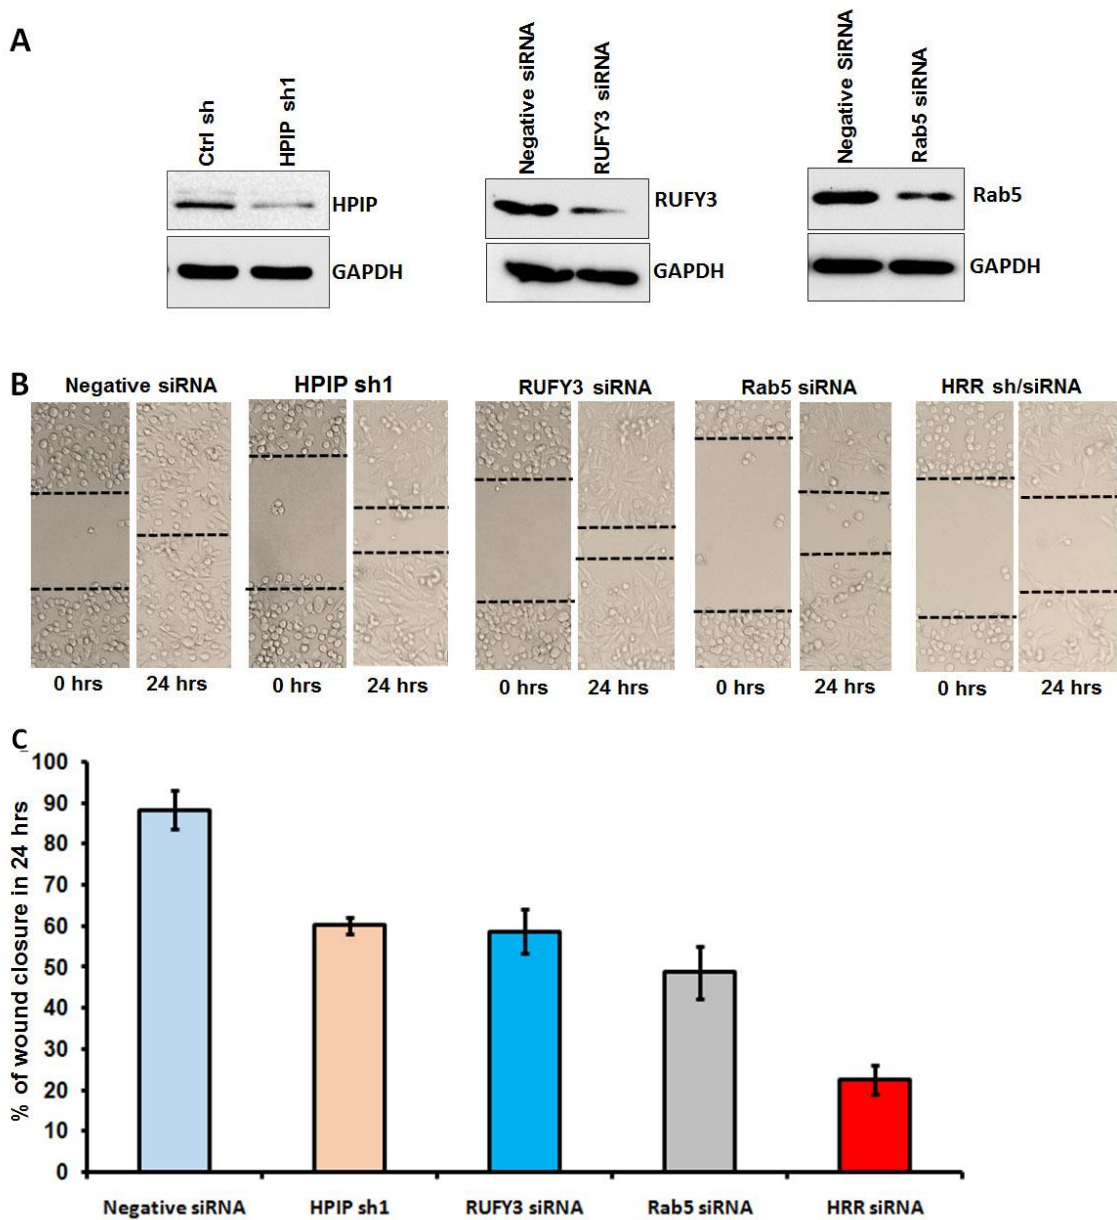 A
Ctrl sh
HPIP sh1
HPIP
GAPDH
Negative siRNA
RUFY3 siRNA
RUFY3
GAPDH
Negative SiRNA
Rab5 siRNA
Rab5
GAPDH
B
Negative siRNA
HPIP sh1
RUFY3 siRNA
Rab5 siRNA
HRR sh/siRNA
0 hrs
24 hrs
0 hrs
24 hrs
0 hrs
24 hrs
0 hrs
24 hrs
0 hrs
24 hrs
C
% of wound closure in 24 hrs
100
90
80
70
60
50
40
30
20
10
0
Negative siRNA
HPIP sh1
RUFY3 siRNA
Rab5 siRNA
HRR siRNA